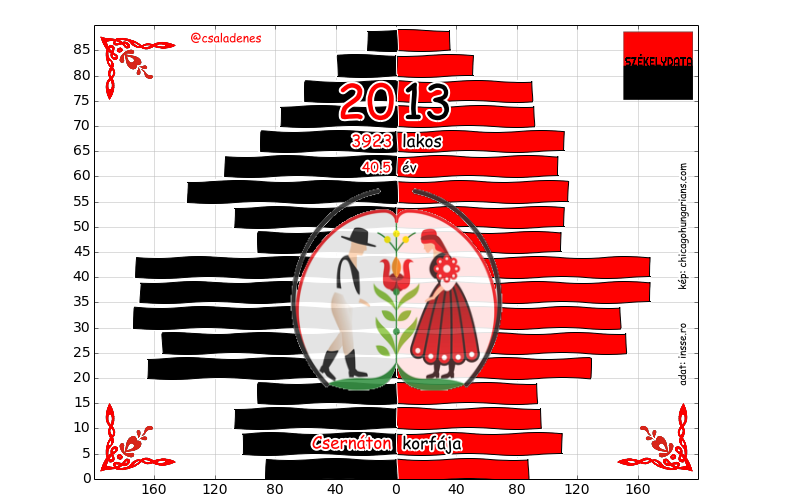 @csaladenes
SZÉKELYDATA
2013
3923 lakos
40.5 év
Csernáton korfája
kép: chicagohungarians.com
adat: insse.ro
85
80
75
70
65
60
55
50
45
40
35
30
25
20
15
10
5
0
160 120 80 40 0 40 80 120 160